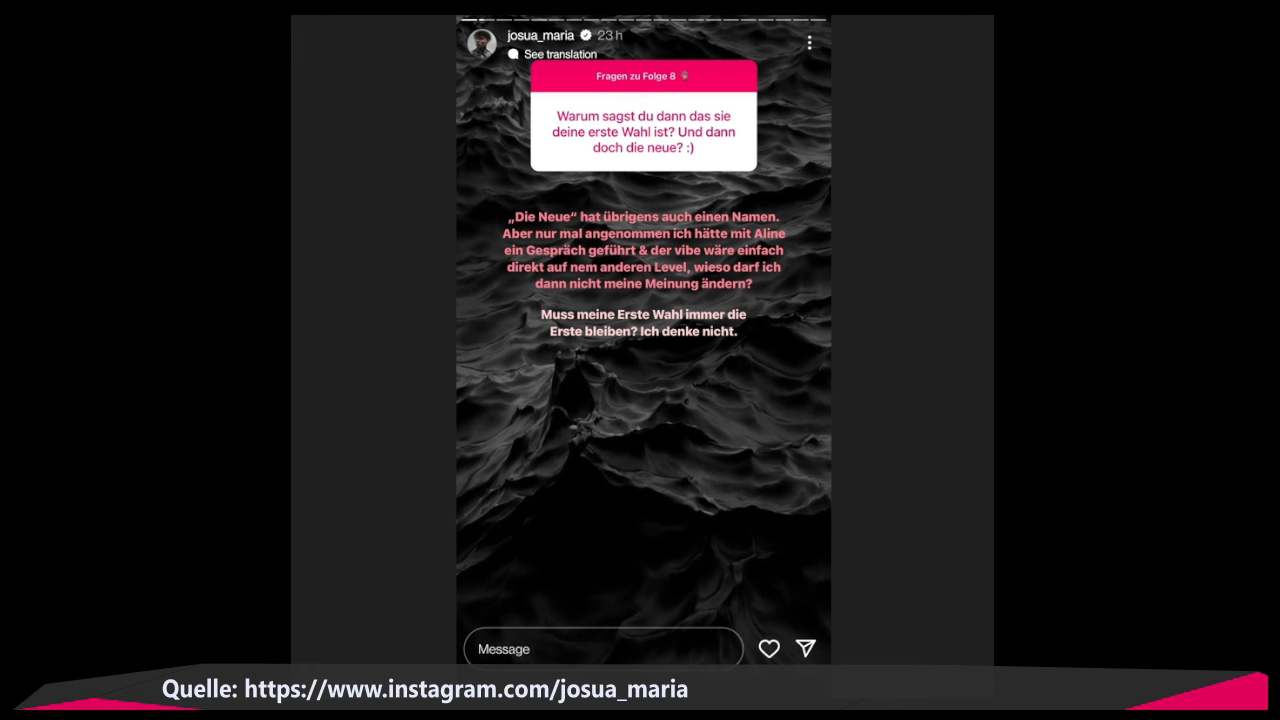 josua_maria 23 h
See translation
Fragen zu Folge 8
Warum sagst du dann das sie
deine erste Wahl ist? Und dann
doch die neue? :)
„Die Neue“ hat übrigens auch einen Namen.
Aber nur mal angenommen ich hätte mit Aline
ein Gespräch geführt & der vibe wäre einfach
direkt auf nem anderen Level, wieso darf ich
dann nicht meine Meinung ändern?
Muss meine Erste Wahl immer die
Erste bleiben? Ich denke nicht.
Message
Quelle: https://www.instagram.com/josua_maria